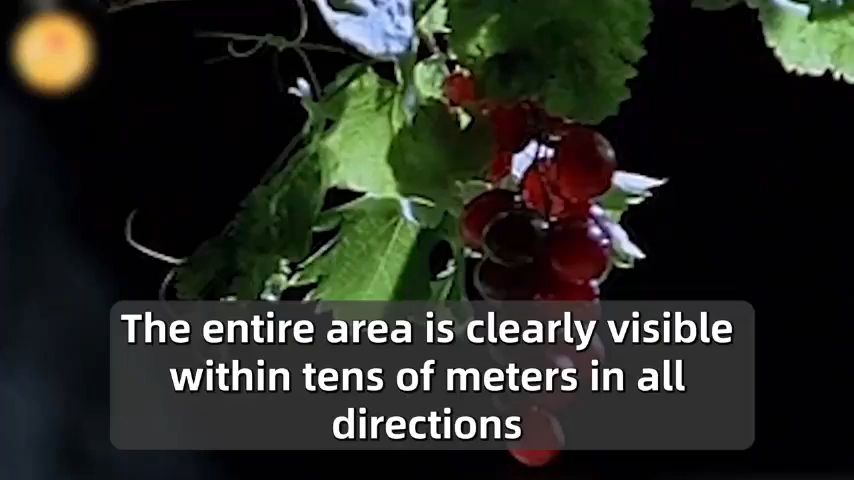 The entire area is clearly visible
within tens of meters in all
directions